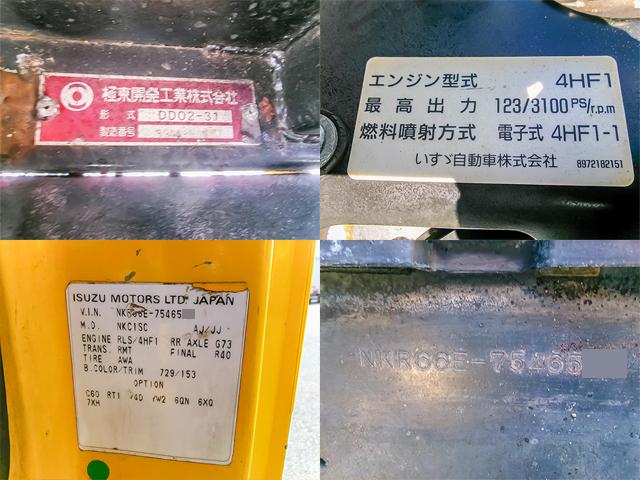 極東開発工業株式会社
形式 DD02-31
製造番号
エンジン型式 4HF1
最高出力 123/3100 PS/r.p.m
燃料噴射方式 電子式 4HF1-1
いすゞ自動車株式会社 8972182151
ISUZU MOTORS LTD. JAPAN
V.I.N. NKR66E-75465
M.D. NKC1SC AJ/JJ
ENGINE RLS/4HF1 RR AXLE G73
TRANS. RMT FINAL R40
TIRE AWA
B.COLOR/TRIM 729/153
OPTION
C60 RT1 V4D YW2 6QN 6XQ
7XH
NKR66E-75465